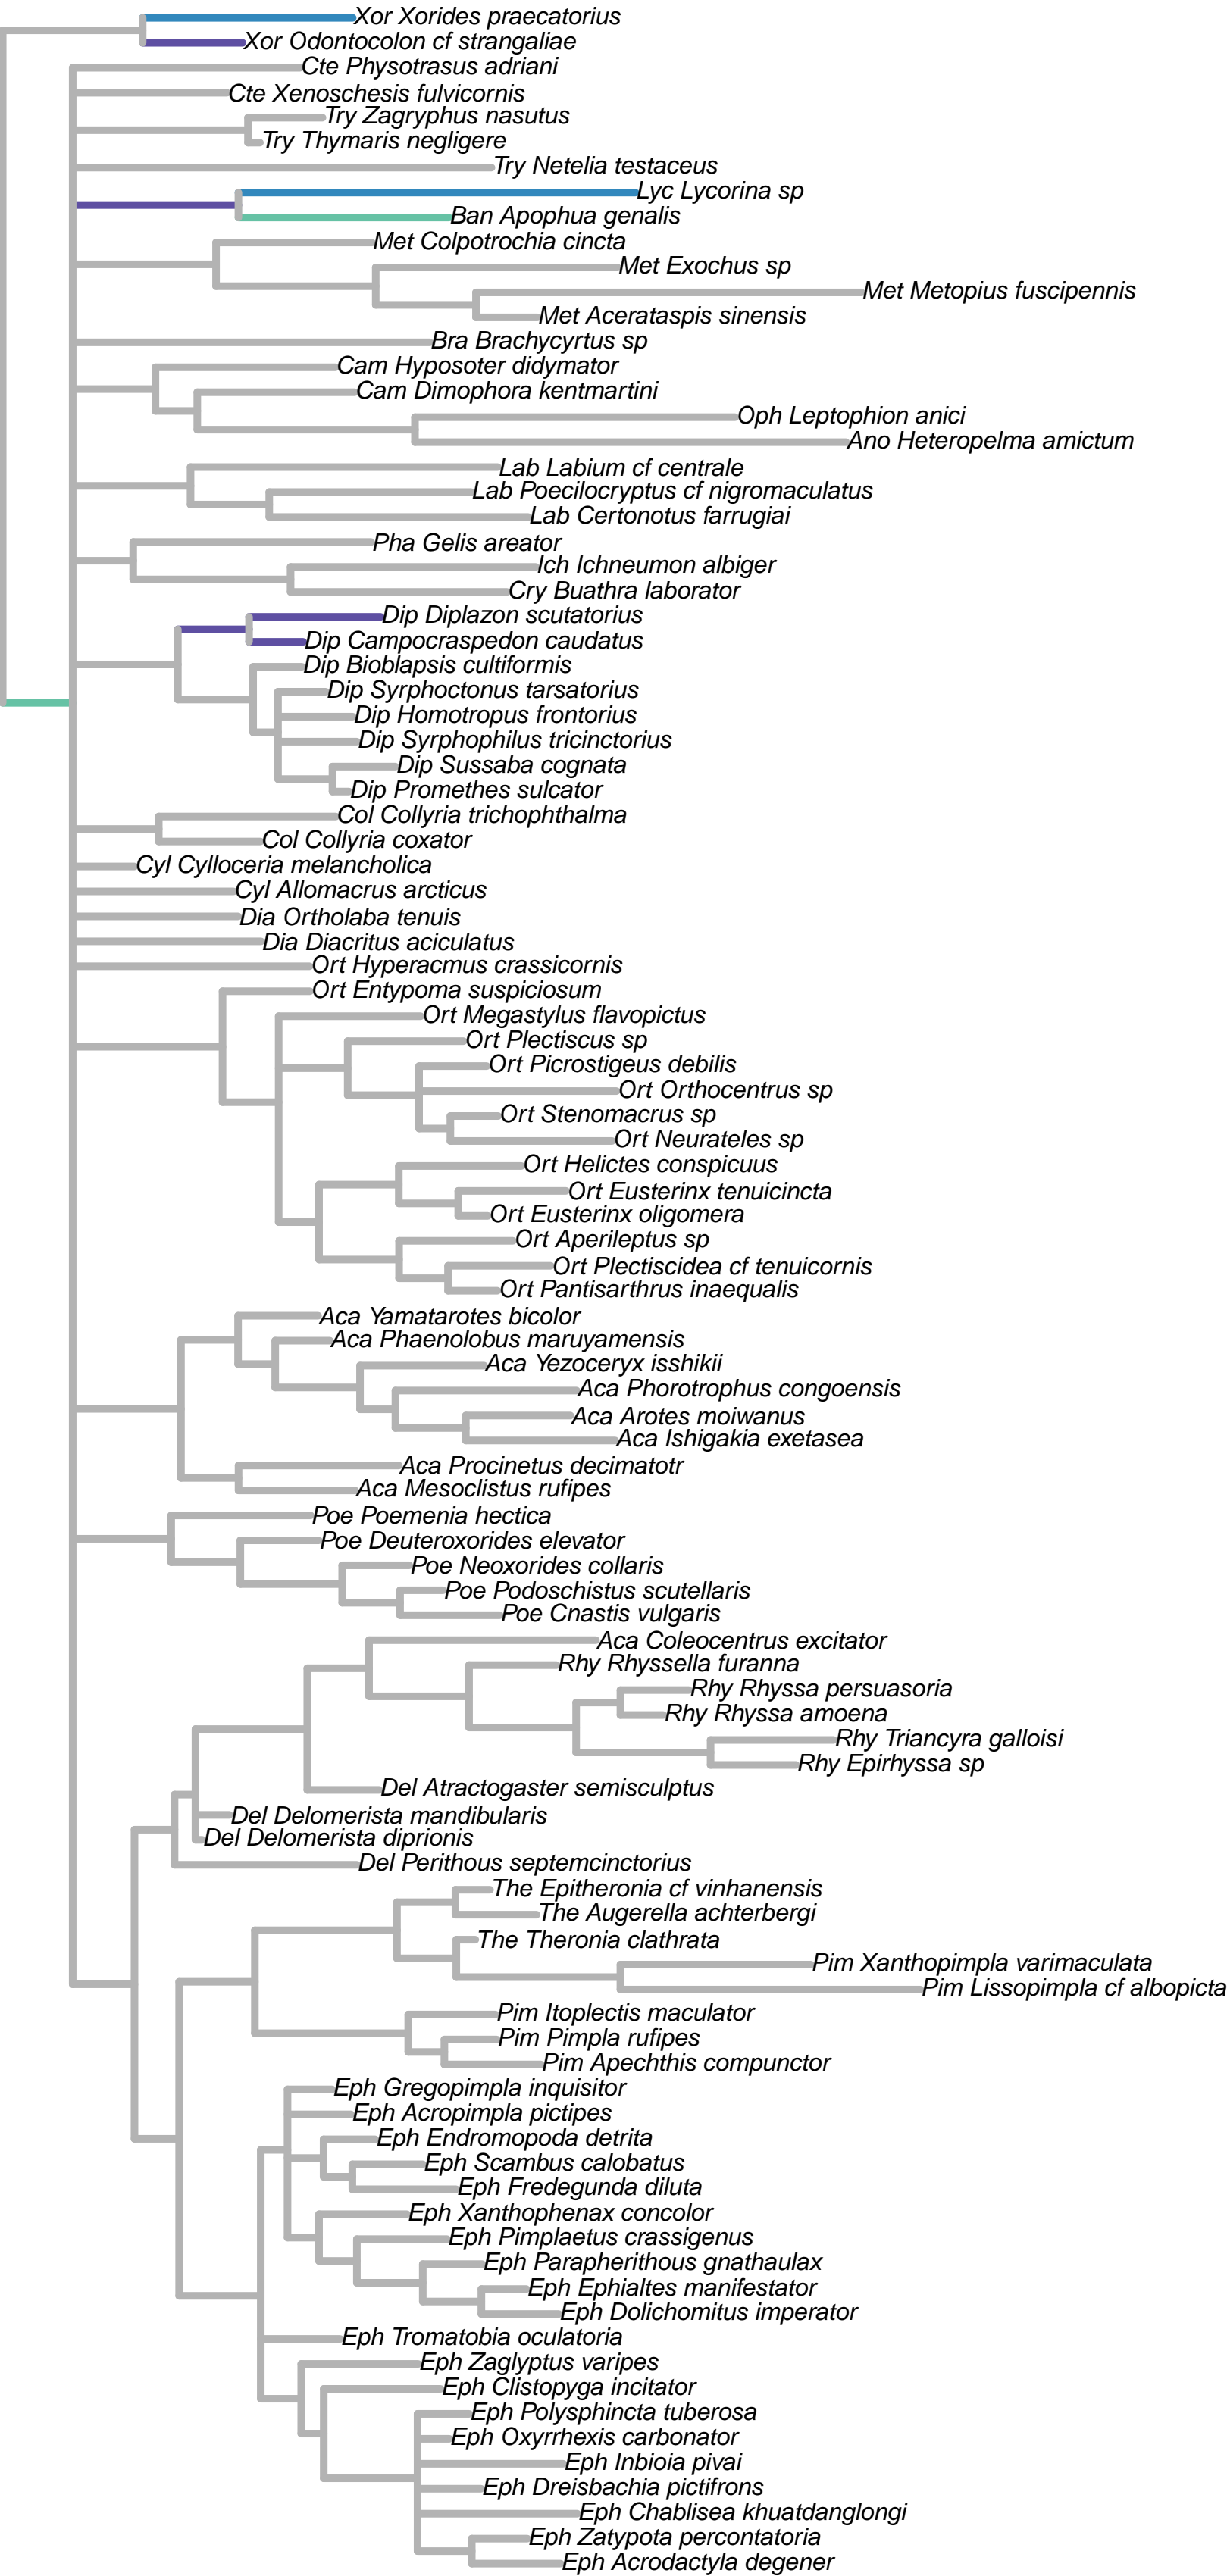 Xor Xorides praecatorius
Xor Odontocolon cf strangaliae
Cte Physotrasus adriani
Cte Xenoschesis fulvicornis
Try Zagryphus nasutus
Try Thymaris negligere
Try Netelia testaceus
Lyc Lycorina sp
Ban Apophua genalis
Met Colpotrochia cincta
Met Exochus sp
Met Metopius fuscipennis
Met Acerataspis sinensis
Bra Brachycyrtus sp
Cam Hyposoter didymator
Cam Dimophora kentmartini
Oph Leptophion anici
Ano Heteropelma amictum
Lab Labium cf centrale
Lab Poecilocryptus cf nigromaculatus
Lab Certonotus farrugiai
Pha Gelis areator
Ich Ichneumon albiger
Cry Buathra laborator
Dip Diplazon scutatorius
Dip Campocraspedon caudatus
Dip Bioblapsis cultiformis
Dip Syrphoctonus tarsatorius
Dip Homotropus frontorius
Dip Syrphophilus tricinctorius
Dip Sussaba cognata
Dip Promethes sulcator
Col Collyria trichophthalma
Col Collyria coxator
Cyl Cylloceria melancholica
Cyl Allomacrus arcticus
Dia Ortholaba tenuis
Dia Diacritus aciculatus
Ort Hyperacmus crassicornis
Ort Entypoma suspiciosum
Ort Megastylus flavopictus
Ort Plectiscus sp
Ort Picrostigeus debilis
Ort Orthocentrus sp
Ort Stenomacrus sp
Ort Neurateles sp
Ort Helictes conspicuus
Ort Eusterinx tenuicincta
Ort Eusterinx oligomera
Ort Aperileptus sp
Ort Plectiscidea cf tenuicornis
Ort Pantisarthrus inaequalis
Aca Yamatarotes bicolor
Aca Phaenolobus maruyamensis
Aca Yezoceryx isshikii
Aca Phorotrophus congoensis
Aca Arotes moiwanus
Aca Ishigakia exetasea
Aca Procinetus decimatotr
Aca Mesoclistus rufipes
Poe Poemenia hectica
Poe Deuteroxorides elevator
Poe Neoxorides collaris
Poe Podoschistus scutellaris
Poe Cnastis vulgaris
Aca Coleocentrus excitator
Rhy Rhyssella furanna
Rhy Rhyssa persuasoria
Rhy Rhyssa amoena
Rhy Triancyra galloisi
Rhy Epirhyssa sp
Del Atractogaster semisculptus
Del Delomerista mandibularis
Del Delomerista diprionis
Del Perithous septemcinctorius
The Epitheronia cf vinhanensis
The Augerella achterbergi
The Theronia clathrata
Pim Xanthopimpla varimaculata
Pim Lissopimpla cf albopicta
Pim Itoplectis maculator
Pim Pimpla rufipes
Pim Apechthis compunctor
Eph Gregopimpla inquisitor
Eph Acropimpla pictipes
Eph Endromopoda detrita
Eph Scambus calobatus
Eph Fredegunda diluta
Eph Xanthophenax concolor
Eph Pimplaetus crassigenus
Eph Parapherithous gnathaulax
Eph Ephialtes manifestator
Eph Dolichomitus imperator
Eph Tromatobia oculatoria
Eph Zaglyptus varipes
Eph Clistopyga incitator
Eph Polysphincta tuberosa
Eph Oxyrrhexis carbonator
Eph Inbioia pivai
Eph Dreisbachia pictifrons
Eph Chablisea khuatdanglongi
Eph Zatypota percontatoria
Eph Acrodactyla degener